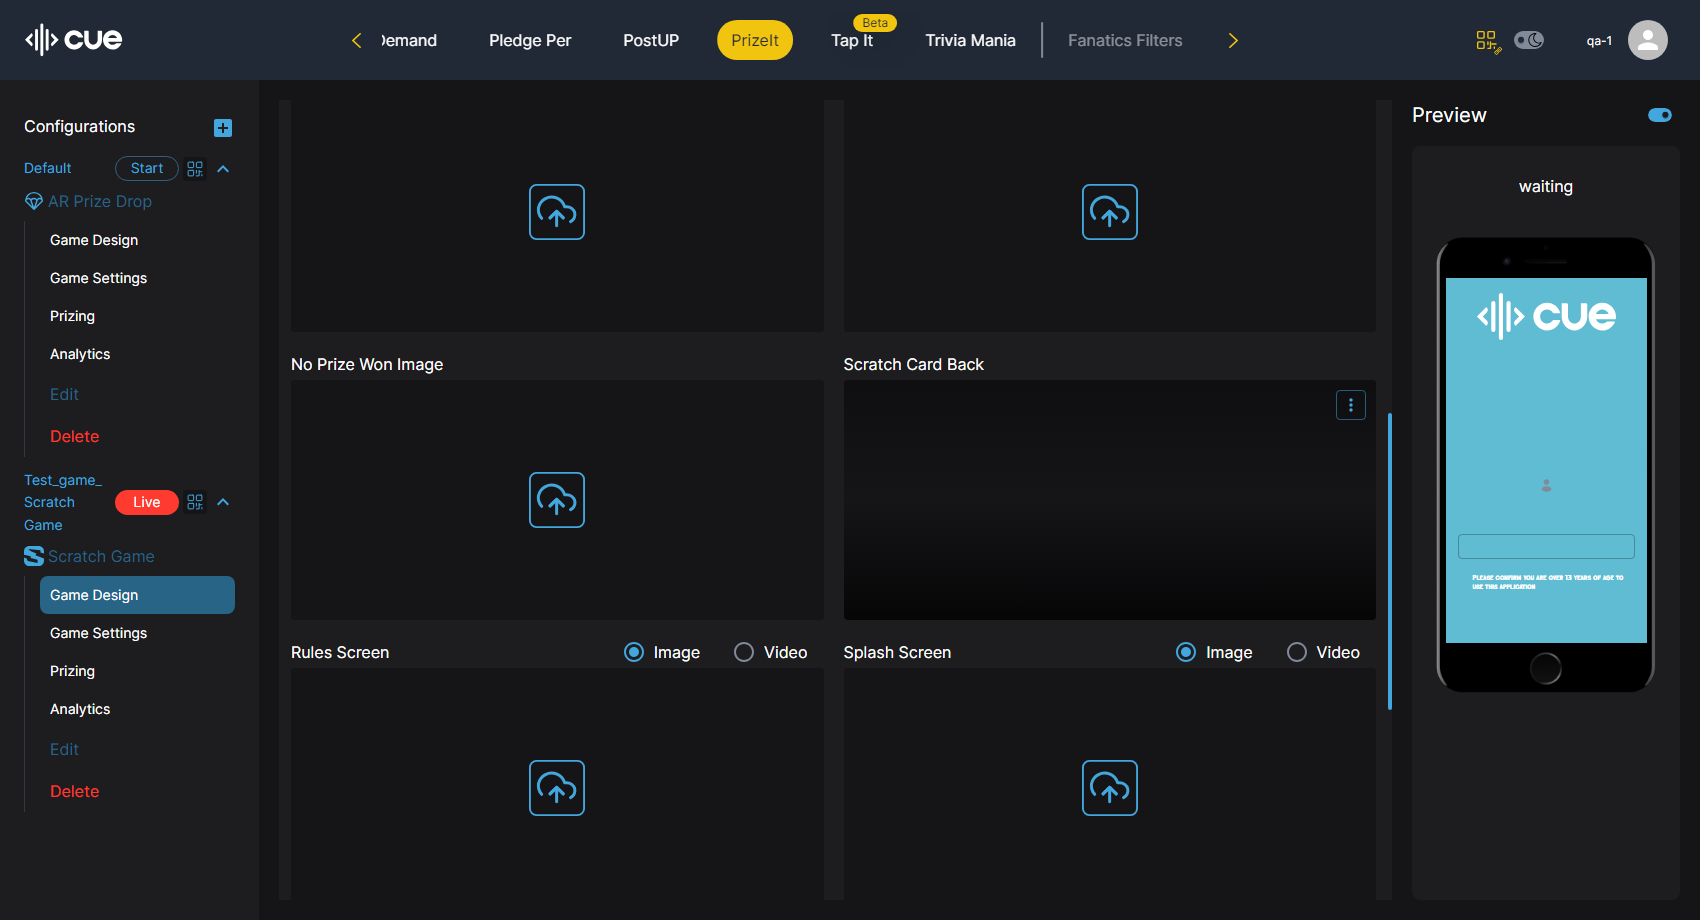 cue
Demand
Pledge Per
PostUP
PrizeIt
Beta
Tap It
Trivia Mania
Fanatics Filters
qa-1
Configurations
Default
Start
AR Prize Drop
Game Design
Game Settings
Prizing
Analytics
Edit
Delete
Test_game_
Scratch
Game
Live
Scratch Game
Game Design
Game Settings
Prizing
Analytics
Edit
Delete
No Prize Won Image
Scratch Card Back
Rules Screen
Image
Video
Splash Screen
Image
Video
Preview
waiting
cue
Please confirm you are over 13 years of age to
use this application